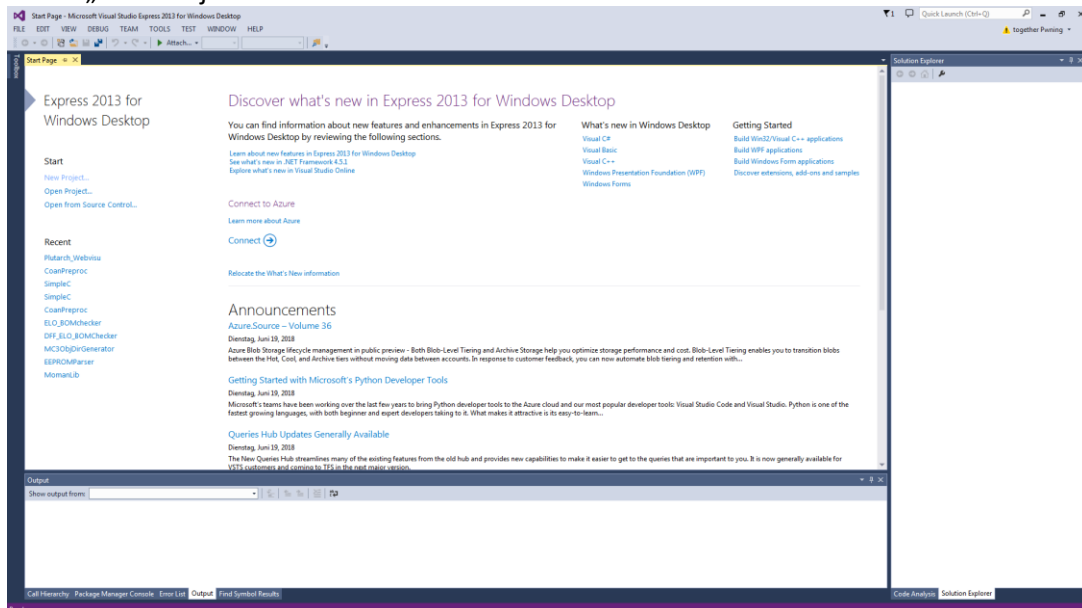 Start Page - Microsoft Visual Studio Express 2013 for Windows Desktop
1
Quick Launch (Ctrl+Q)
FILE EDIT VIEW DEBUG TEAM TOOLS TEST WINDOW HELP
together Pwning
Attach...
Toolbox
Start Page
Solution Explorer
Express 2013 for
Windows Desktop
Start
New Project...
Open Project...
Open from Source Control...
Recent
Plutarch_Webvisu
CoanPreproc
SimpleC
SimpleC
CoanPreproc
ELO_BOMchecker
DFF_ELO_BOMChecker
MC3ObjDirGenerator
EEPROMParser
MomanLib
Discover what's new in Express 2013 for Windows Desktop
You can find information about new features and enhancements in Express 2013 for
Windows Desktop by reviewing the following sections.
Learn about new features in Express 2013 for Windows Desktop
See what's new in .NET Framework 4.5.1
Explore what's new in Visual Studio Online
What's new in Windows Desktop
Visual C#
Visual Basic
Visual C++
Windows Presentation Foundation (WPF)
Windows Forms
Getting Started
Build Win32/Visual C++ applications
Build WPF applications
Build Windows Form applications
Discover extensions, add-ons and samples
Connect to Azure
Learn more about Azure
Connect
Relocate the What's New information
Announcements
Azure.Source – Volume 36
Dienstag, Juni 19, 2018
Azure Blob Storage lifecycle management in public preview - Both Blob-Level Tiering and Archive Storage help you optimize storage performance and cost. Blob-Level Tiering enables you to transition blobs
between the Hot, Cool, and Archive tiers without moving data between accounts. In response to customer feedback, you can now automate blob tiering and retention with...
Getting Started with Microsoft's Python Developer Tools
Dienstag, Juni 19, 2018
Microsoft's teams have been working over the last few years to bring Python developer tools to the Azure cloud and our most popular developer tools: Visual Studio Code and Visual Studio. Python is one of the
fastest growing languages, with both beginner and expert developers taking to it. What makes it attractive is its easy-to-learn...
Queries Hub Updates Generally Available
Dienstag, Juni 19, 2018
The New Queries Hub streamlines many of the existing features from the old hub and provides new capabilities to make it easier to get to the queries that are important to you. It is now generally available for
VSTS customers and coming to TFS in the next major version.
Output
Show output from:
Call Hierarchy Package Manager Console Error List Output Find Symbol Results
Code Analysis Solution Explorer